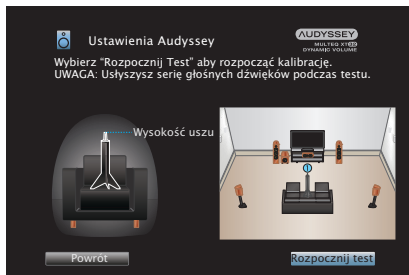 Ustawienia Audyssey
AUDYSSEY
MULTEQ XT32
DYNAMIC VOLUME
Wybierz “Rozpocznij Test” aby rozpocząć kalibrację.
UWAGA: Usłyszysz serię głośnych dźwięków podczas testu.
Wysokość uszu
Powrót
Rozpocznij test